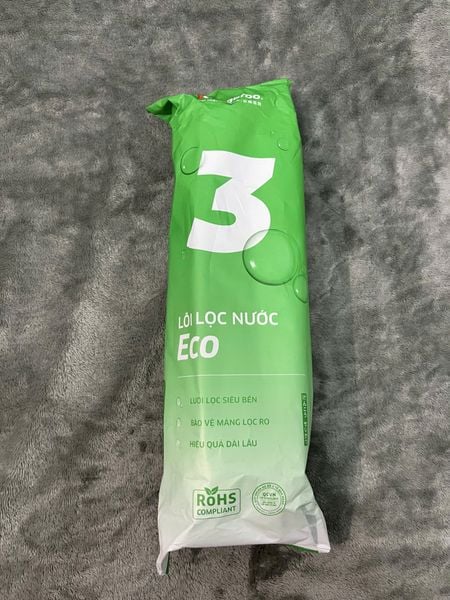 3
LÕI LỌC NƯỚC
Eco
LƯỚI LỌC SIÊU BỀN
BẢO VỆ MÀNG LỌC RO
HIỆU QUẢ DÀI LÂU
RoHS
COMPLIANT
QCVN